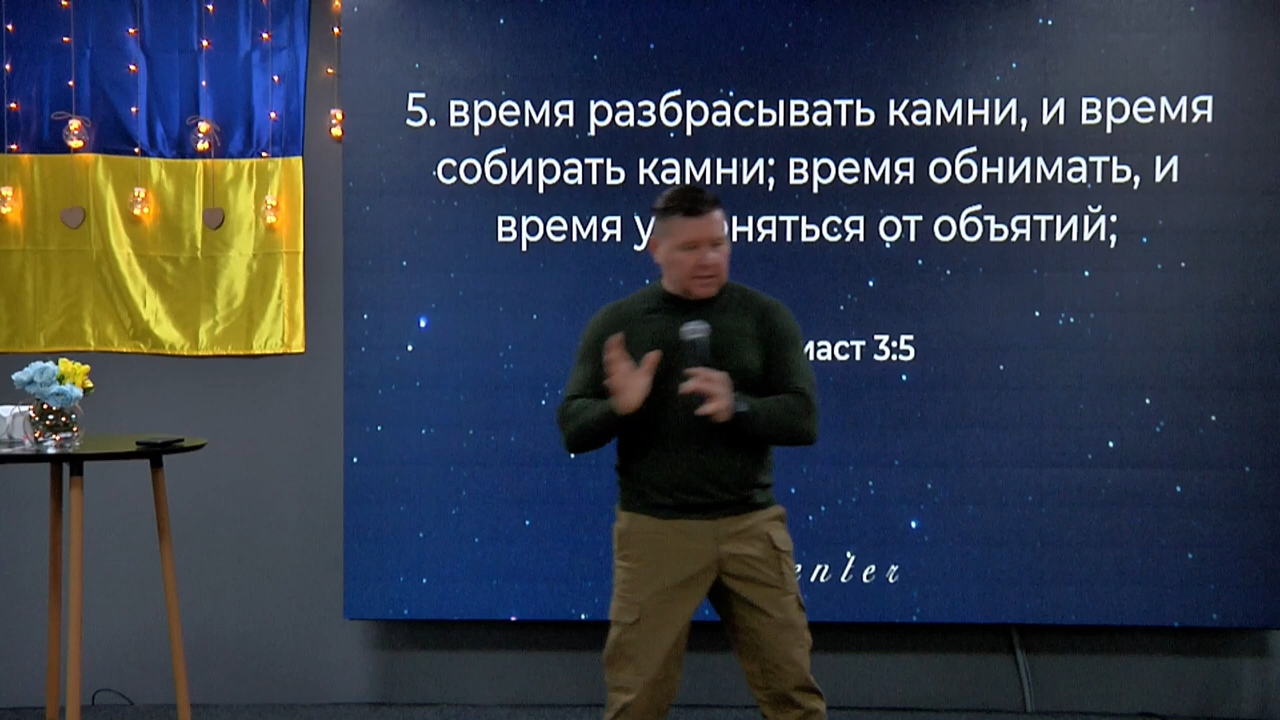 5. время разбрасывать камни, и время
собирать камни; время обнимать, и
время от объятий;
3:5